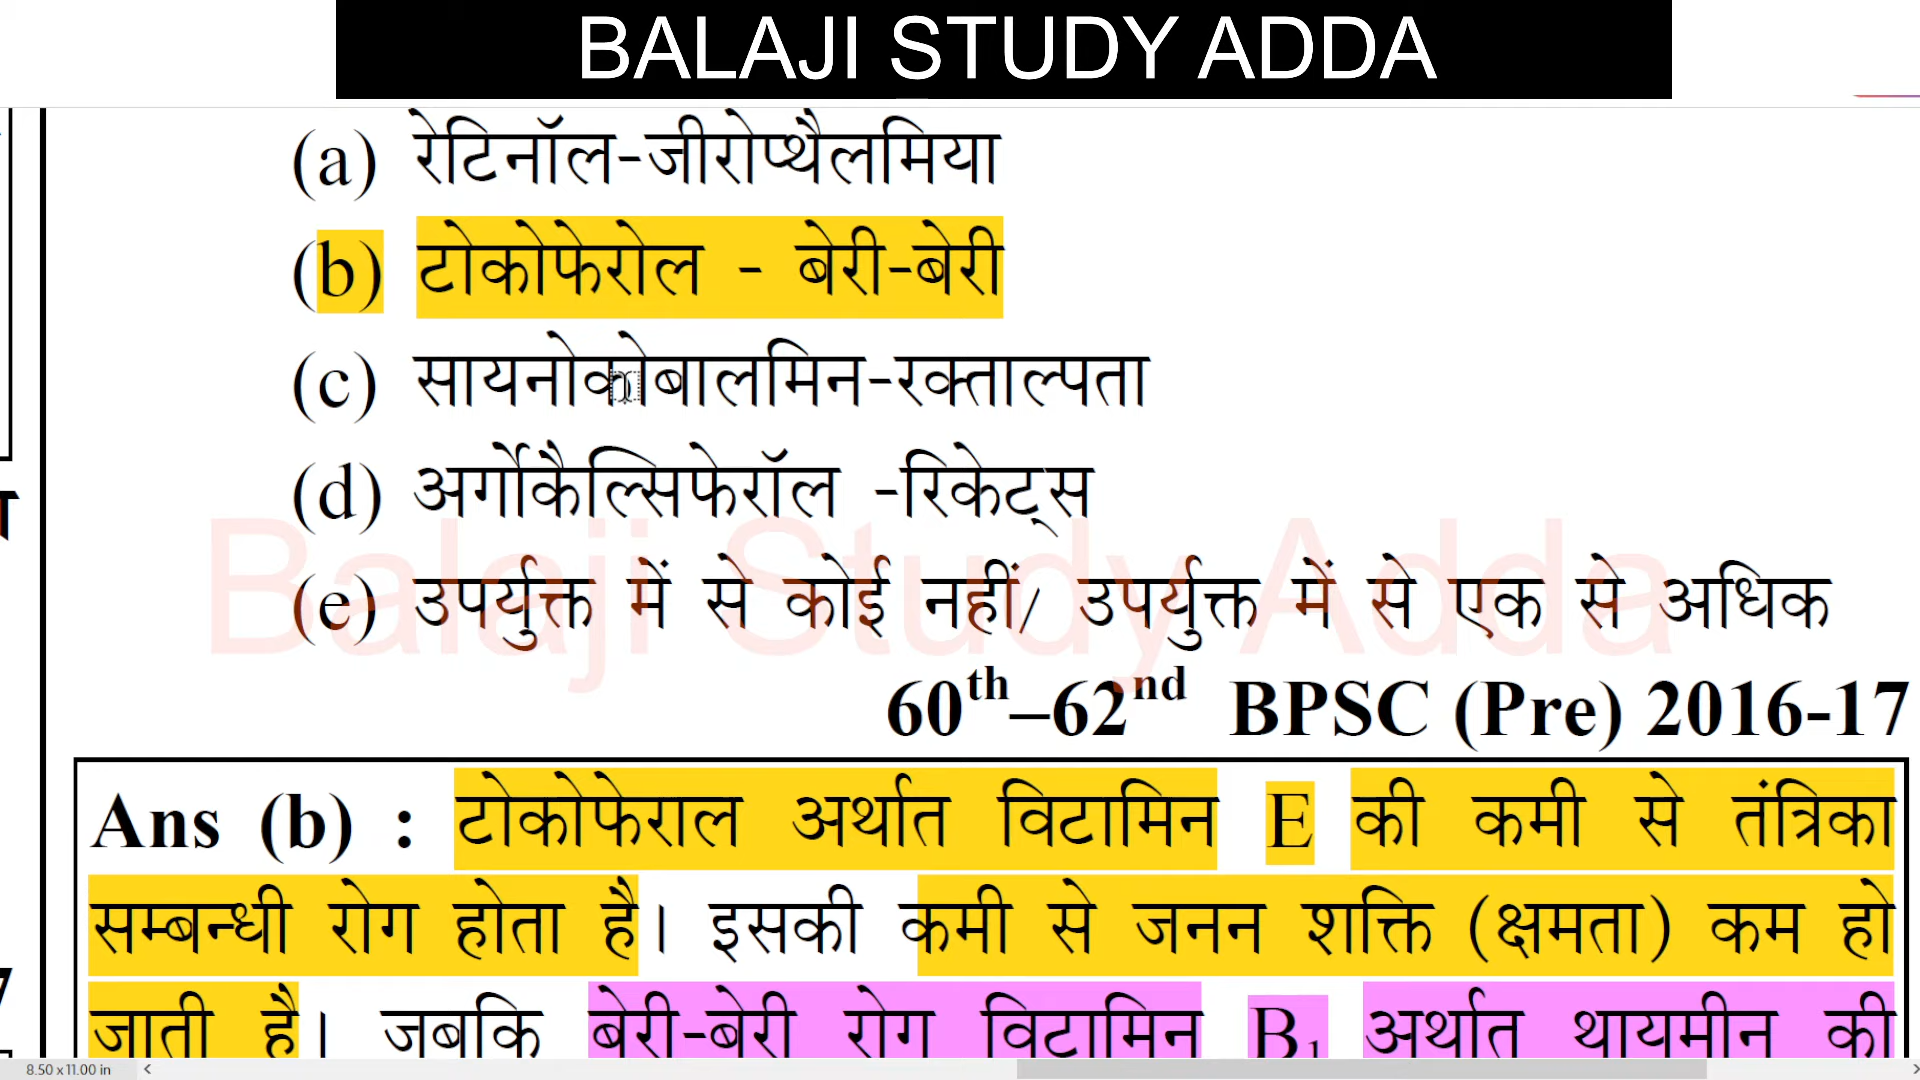 BALAJI STUDY ADDA
(a) रेटिनॉल-जीरोप्थैलमिया
(b) टोकोफेरोल - बेरी-बेरी
(c) सायनोकोबालमिन-रक्ताल्पता
(d) अर्गोकैल्सिफेरॉल -रिकेट्स
Balaji Study Adda
(e) उपर्युक्त में से कोई नहीं/ उपर्युक्त में से एक से अधिक
60th–62nd BPSC (Pre) 2016-17
Ans (b) : टोकोफेराल अर्थात विटामिन E की कमी से तंत्रिका
सम्बन्धी रोग होता है। इसकी कमी से जनन शक्ति (क्षमता) कम हो
जाती है। जबकि बेरी-बेरी रोग विटामिन B1 अर्थात थायमीन की
8.50 x 11.00 in